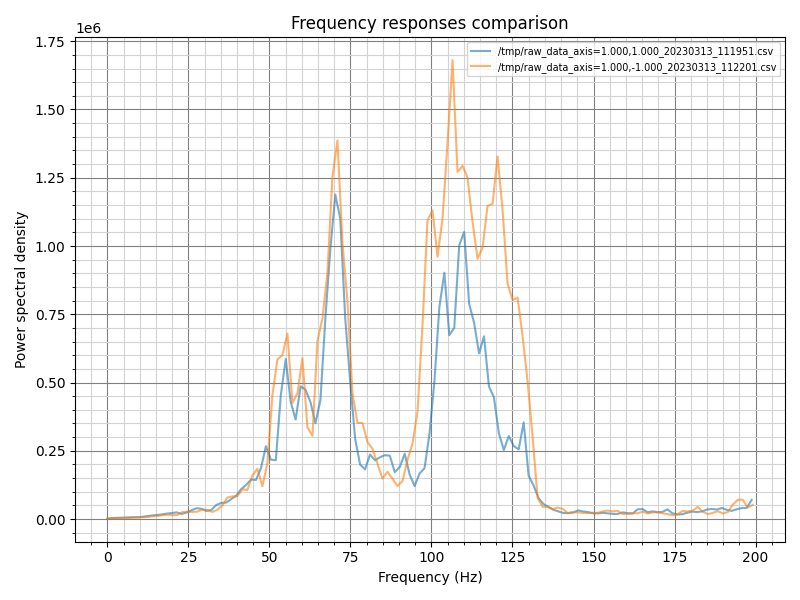 Frequency responses comparison
1e6
/tmp/raw_data_axis=1.000,1.000_20230313_111951.csv
/tmp/raw_data_axis=1.000,-1.000_20230313_112201.csv
1.75
1.50
1.25
1.00
0.75
0.50
0.25
0.00
Power spectral density
0 25 50 75 100 125 150 175 200
Frequency (Hz)